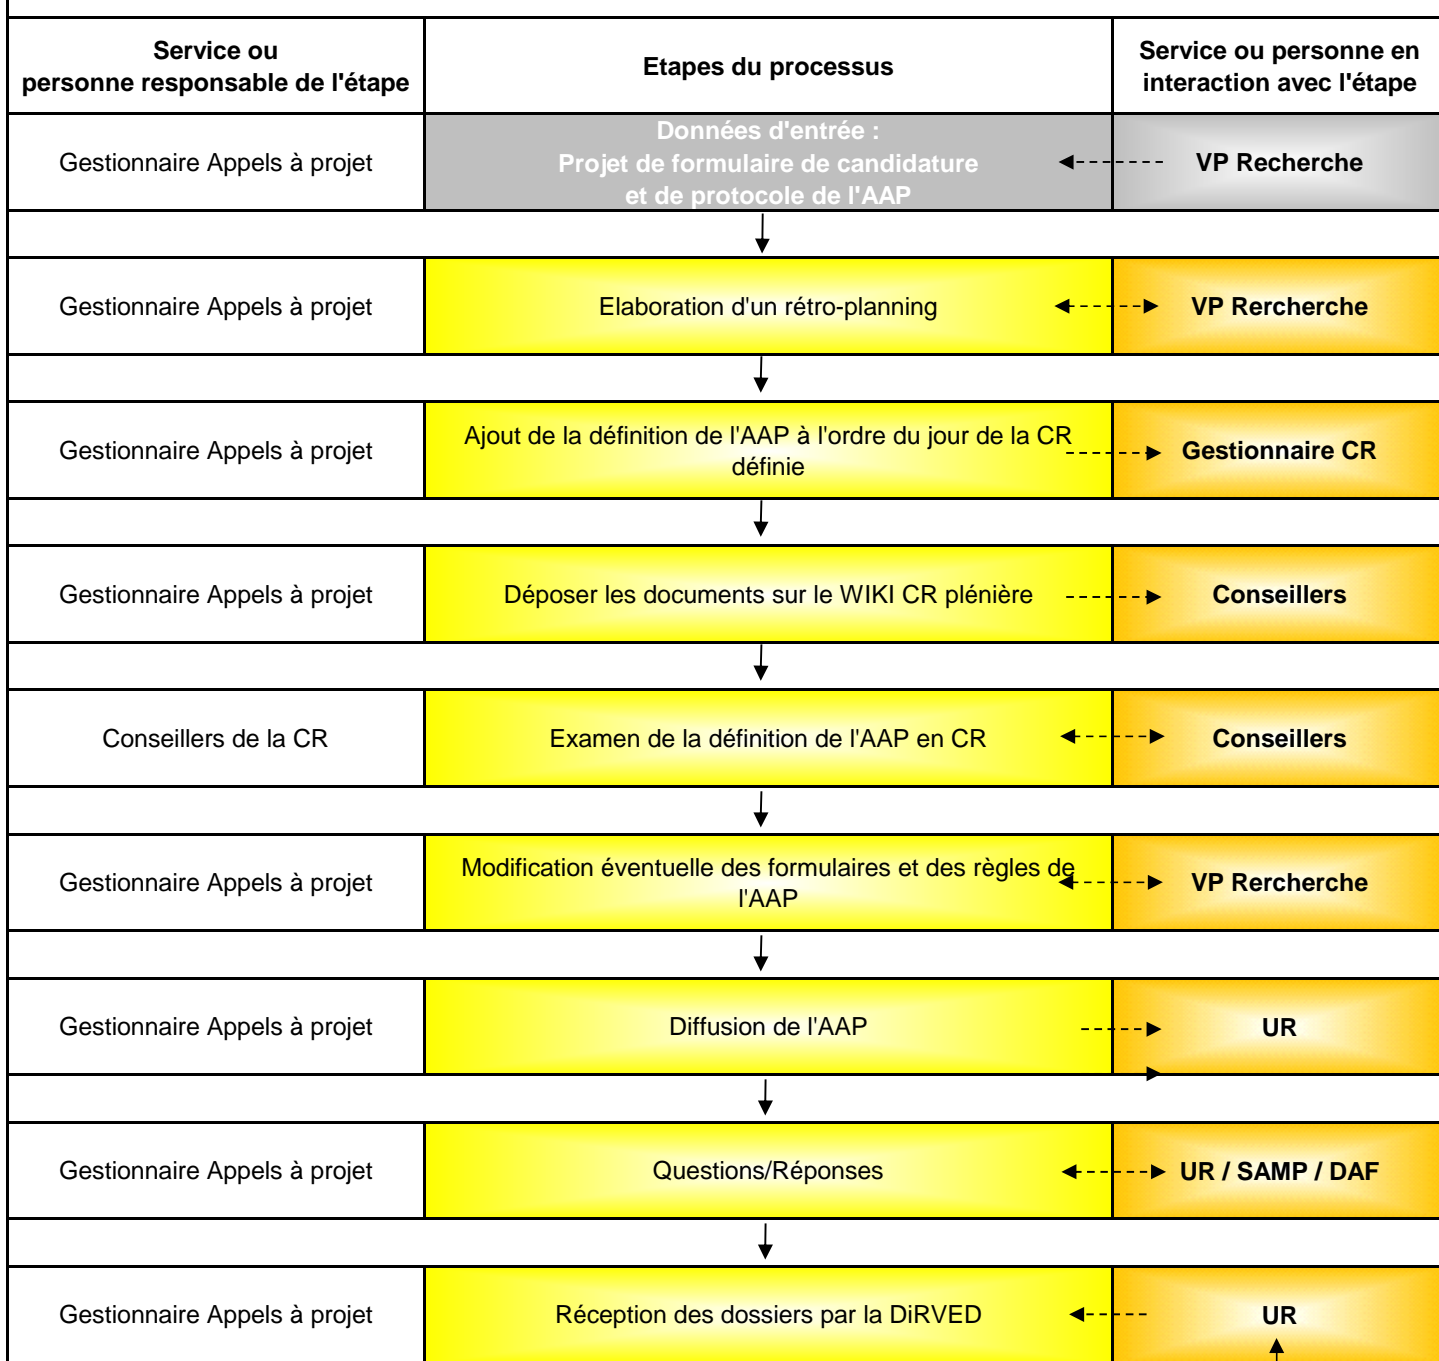 Service ou
personne responsable de l'étape
Etapes du processus
Service ou personne en
interaction avec l'étape
Gestionnaire Appels à projet
Données d'entrée :
Projet de formulaire de candidature
et de protocole de l'AAP
VP Recherche
Gestionnaire Appels à projet
Elaboration d'un rétro-planning
VP Rercherche
Gestionnaire Appels à projet
Ajout de la définition de l'AAP à l'ordre du jour de la CR
définie
Gestionnaire CR
Gestionnaire Appels à projet
Déposer les documents sur le WIKI CR plénière
Conseillers
Conseillers de la CR
Examen de la définition de l'AAP en CR
Conseillers
Gestionnaire Appels à projet
Modification éventuelle des formulaires et des règles de
l'AAP
VP Rercherche
Gestionnaire Appels à projet
Diffusion de l'AAP
UR
Gestionnaire Appels à projet
Questions/Réponses
UR / SAMP / DAF
Gestionnaire Appels à projet
Réception des dossiers par la DiRVED
UR